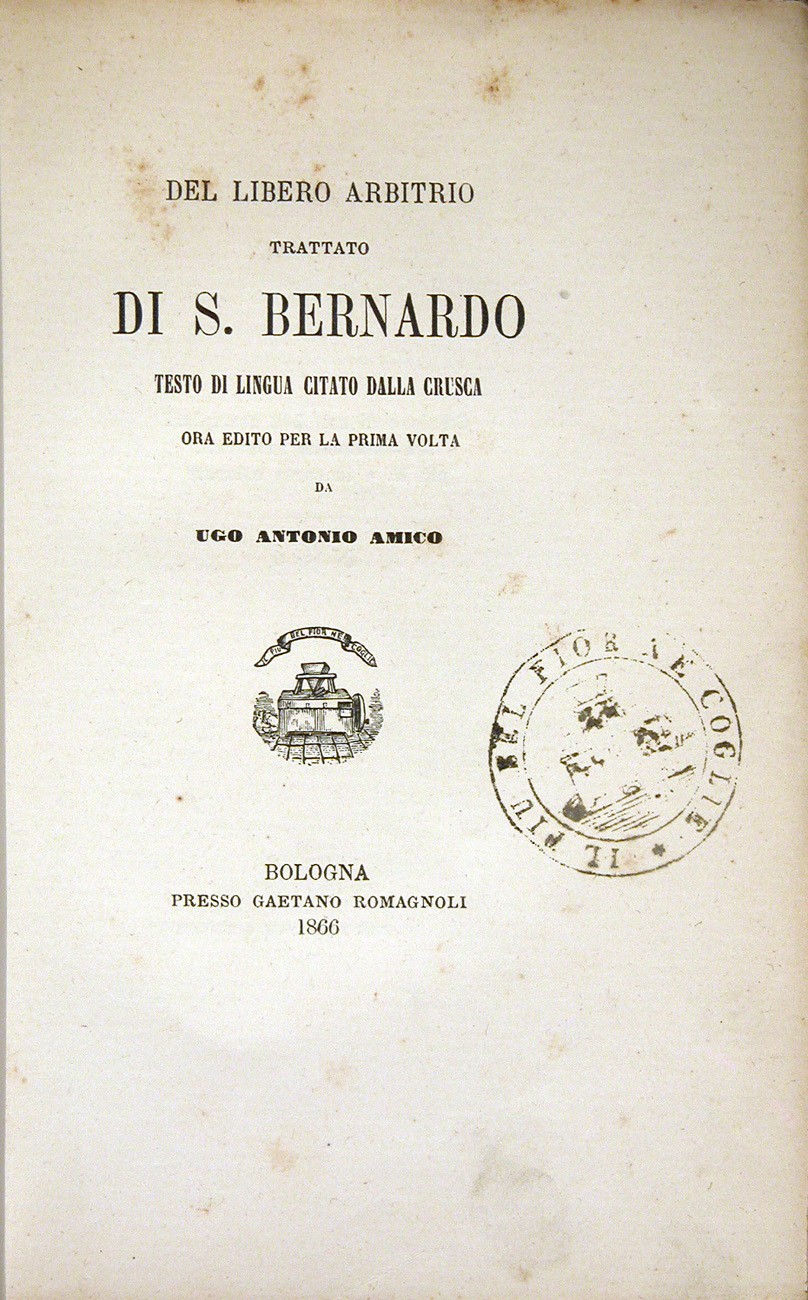 DEL LIBERO ARBITRIO
TRATTATO
DI S. BERNARDO
TESTO DI LINGUA CITATO DALLA CRUSCA
ORA EDITO PER LA PRIMA VOLTA
DA
UGO ANTONIO AMICO
IL PIÙ BEL FIOR NE COGLIE
IL PIU BEL FIOR NE COGLIE *
BOLOGNA
PRESSO GAETANO ROMAGNOLI
1866